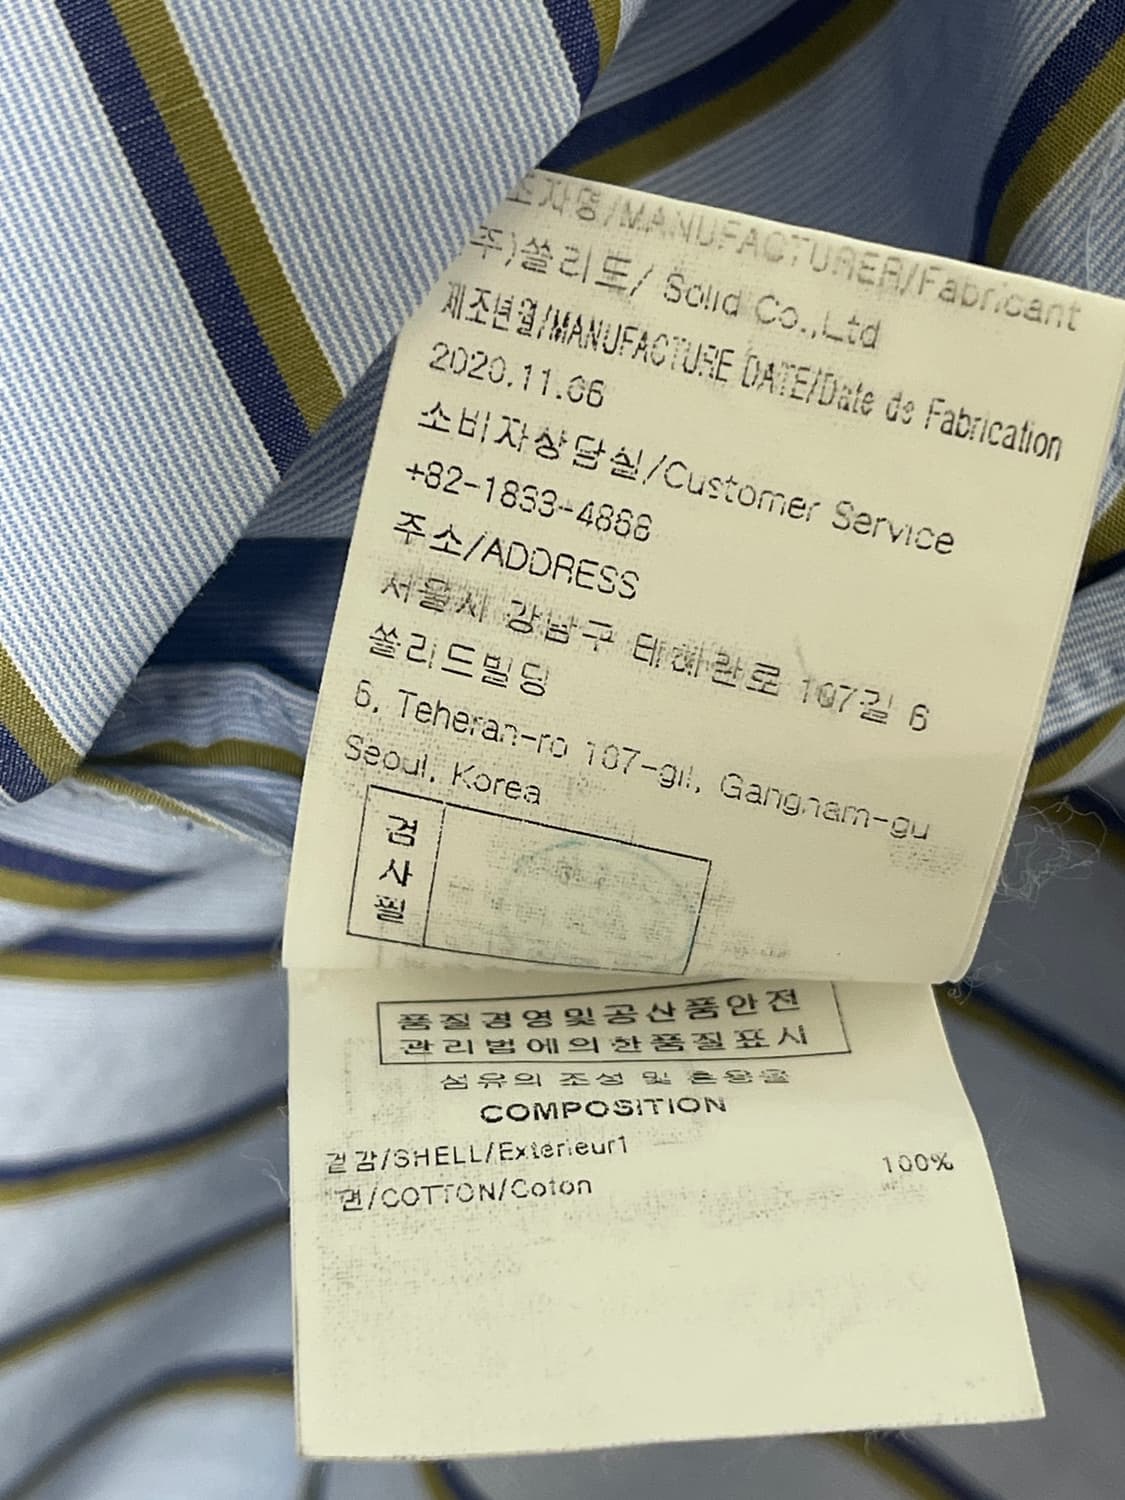 조자명/MANUFACTURER/Fabricant
주)쏠리드/ Solid Co.,Ltd
제조년월/MANUFACTURE DATE/Date de Fabrication
2020.11.06
소비자상담실/Customer Service
+82-1833-4868
주소/ADDRESS
서울시 강남구 테헤란로 107길 6
쏠리드빌딩
6, Teheran-ro 107-gil, Gangnam-gu
Seoul, Korea
검사필
품질경영및공산품안전
관리법에의한품질표시
섬유의 조성 및 혼용율
COMPOSITION
겉감/SHELL/Exterieur1
면/COTTON/Coton 100%